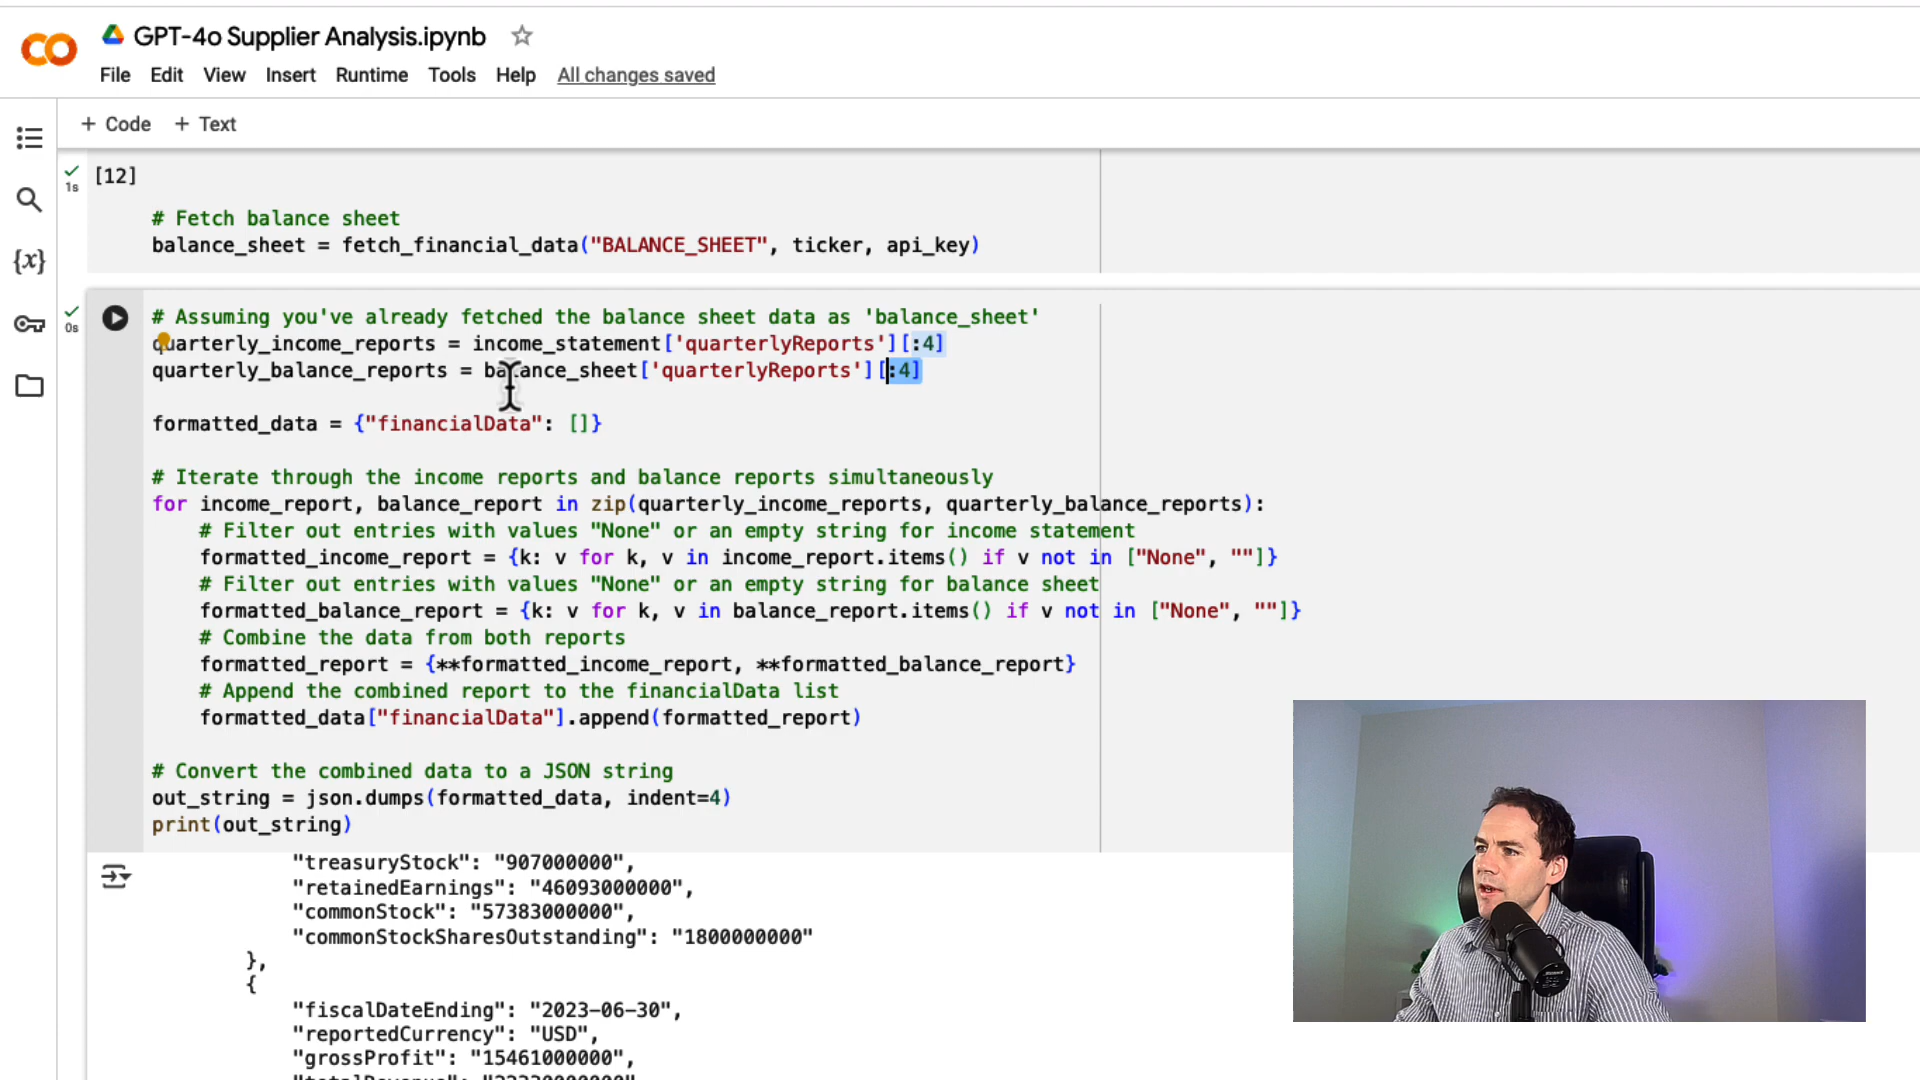 GPT-4o Supplier Analysis.ipynb
File Edit View Insert Runtime Tools Help All changes saved
+ Code + Text
[12]
1s
# Fetch balance sheet
balance_sheet = fetch_financial_data("BALANCE_SHEET", ticker, api_key)
0s
# Assuming you've already fetched the balance sheet data as 'balance_sheet'
quarterly_income_reports = income_statement['quarterlyReports'][:4]
quarterly_balance_reports = balance_sheet['quarterlyReports'][:4]
formatted_data = {"financialData": []}
# Iterate through the income reports and balance reports simultaneously
for income_report, balance_report in zip(quarterly_income_reports, quarterly_balance_reports):
# Filter out entries with values "None" or an empty string for income statement
formatted_income_report = {k: v for k, v in income_report.items() if v not in ["None", ""]}
# Filter out entries with values "None" or an empty string for balance sheet
formatted_balance_report = {k: v for k, v in balance_report.items() if v not in ["None", ""]}
# Combine the data from both reports
formatted_report = {**formatted_income_report, **formatted_balance_report}
# Append the combined report to the financialData list
formatted_data["financialData"].append(formatted_report)
# Convert the combined data to a JSON string
out_string = json.dumps(formatted_data, indent=4)
print(out_string)
"treasuryStock": "907000000",
"retainedEarnings": "46093000000",
"commonStock": "57383000000",
"commonStockSharesOutstanding": "1800000000"
},
{
"fiscalDateEnding": "2023-06-30",
"reportedCurrency": "USD",
"grossProfit": "15461000000",